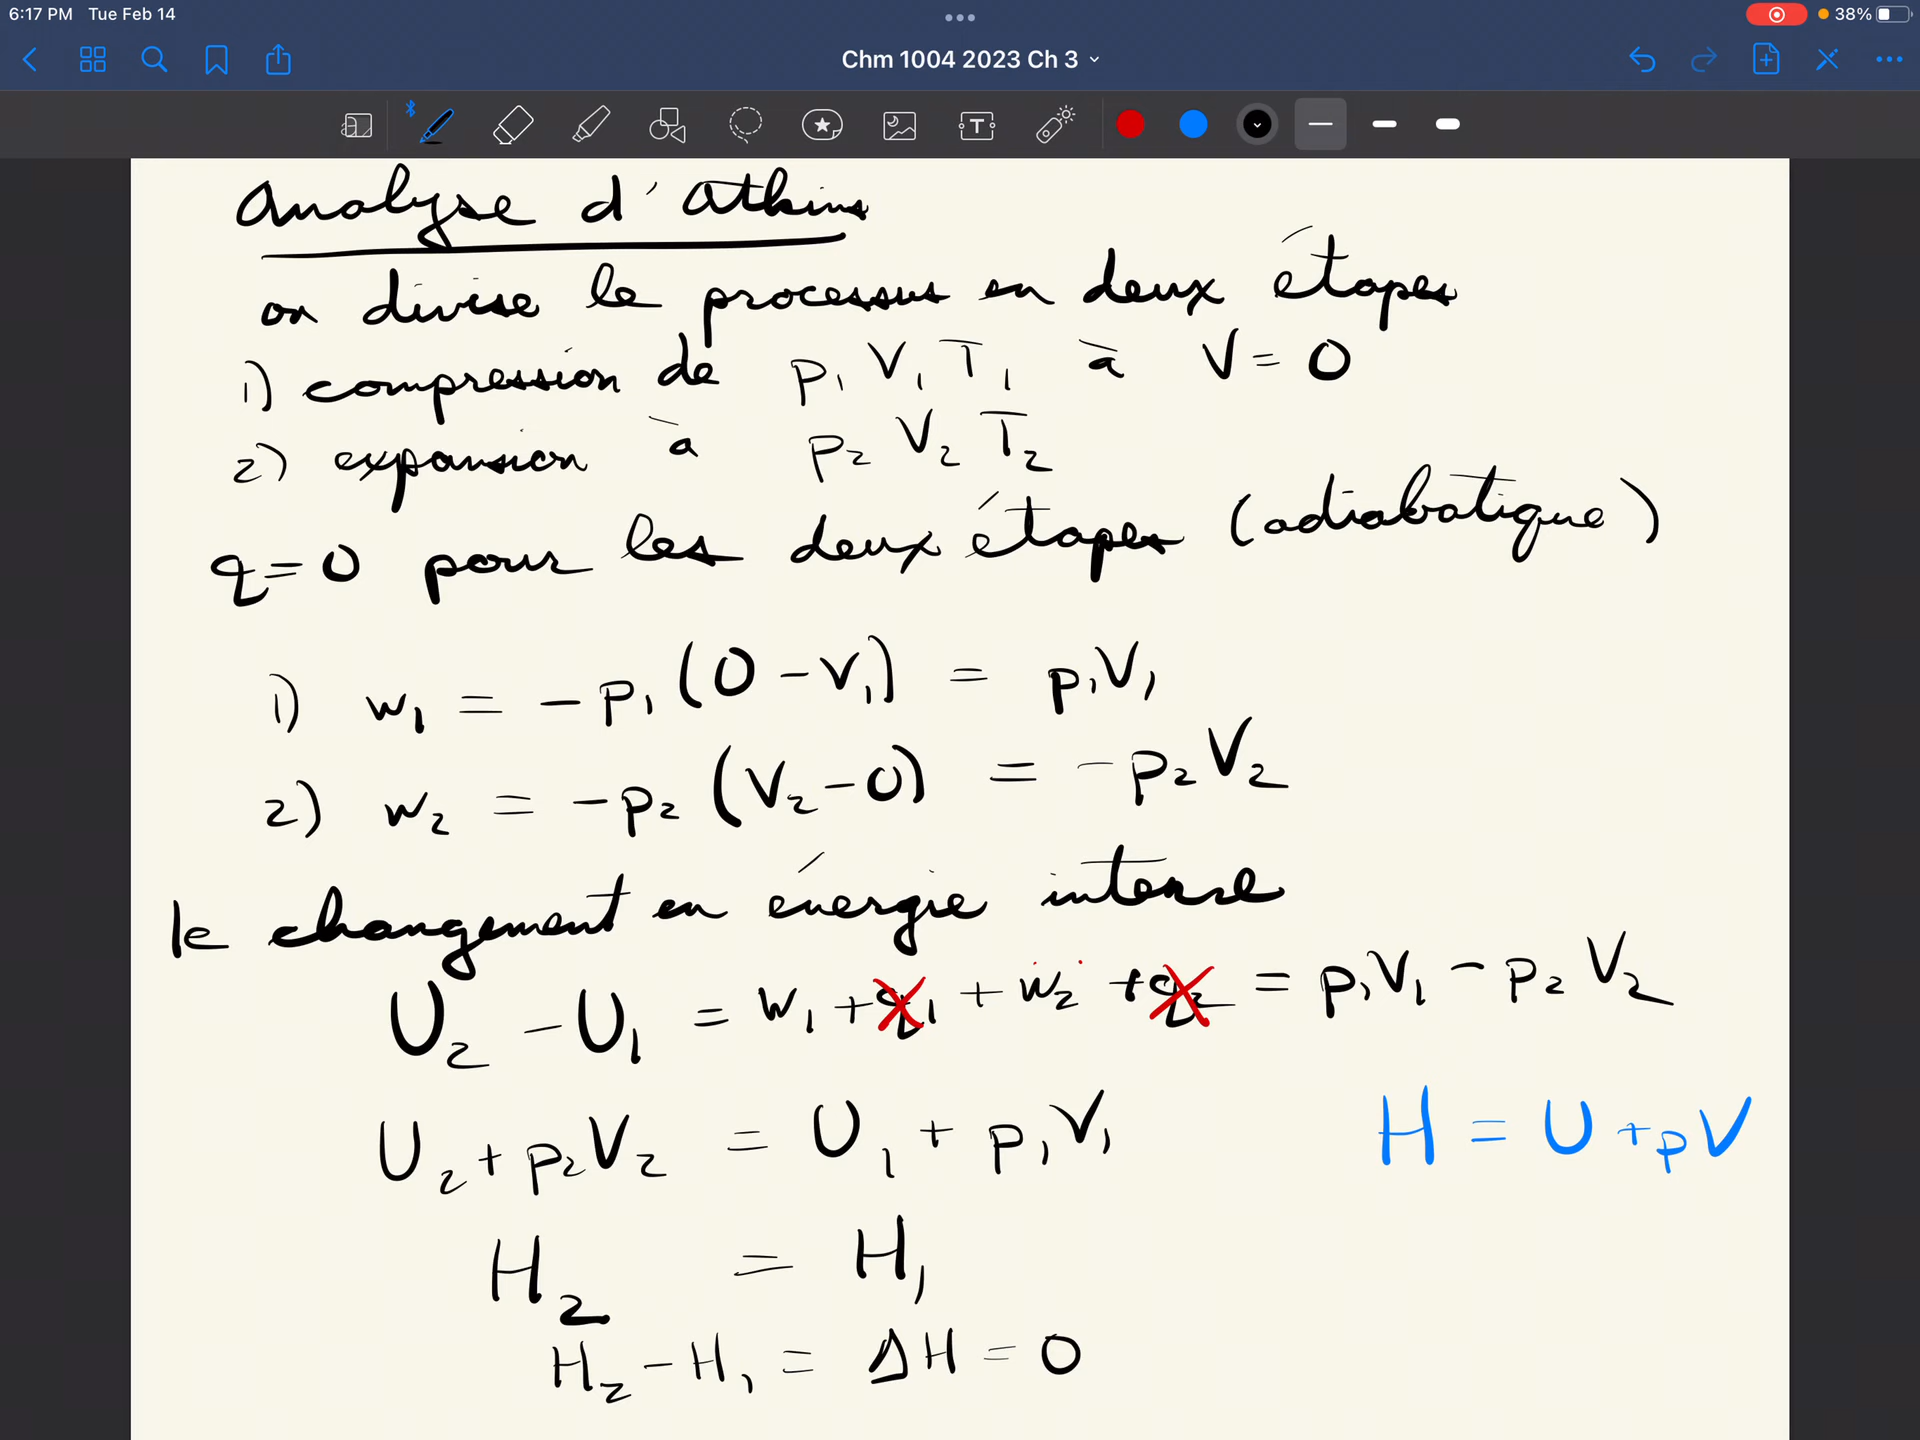 6:17 PM Tue Feb 14
38%
Chm 1004 2023 Ch 3
Analyse d'Atkins
on divise le processus en deux étapes
1) compression de p₁ V₁ T₁ à V = 0
2) expansion à p₂ V₂ T₂
q = 0 pour les deux étapes (adiabatique)
1) w₁ = -p₁ (0 - V₁) = p₁V₁
2) w₂ = -p₂ (V₂ - 0) = -p₂V₂
le changement en énergie interne
U₂ - U₁ = w₁ + q₁ + w₂ + q₂ = p₁V₁ - p₂V₂
U₂ + p₂V₂ = U₁ + p₁V₁
H = U + pV
H₂ = H₁
H₂ - H₁ = ΔH = 0